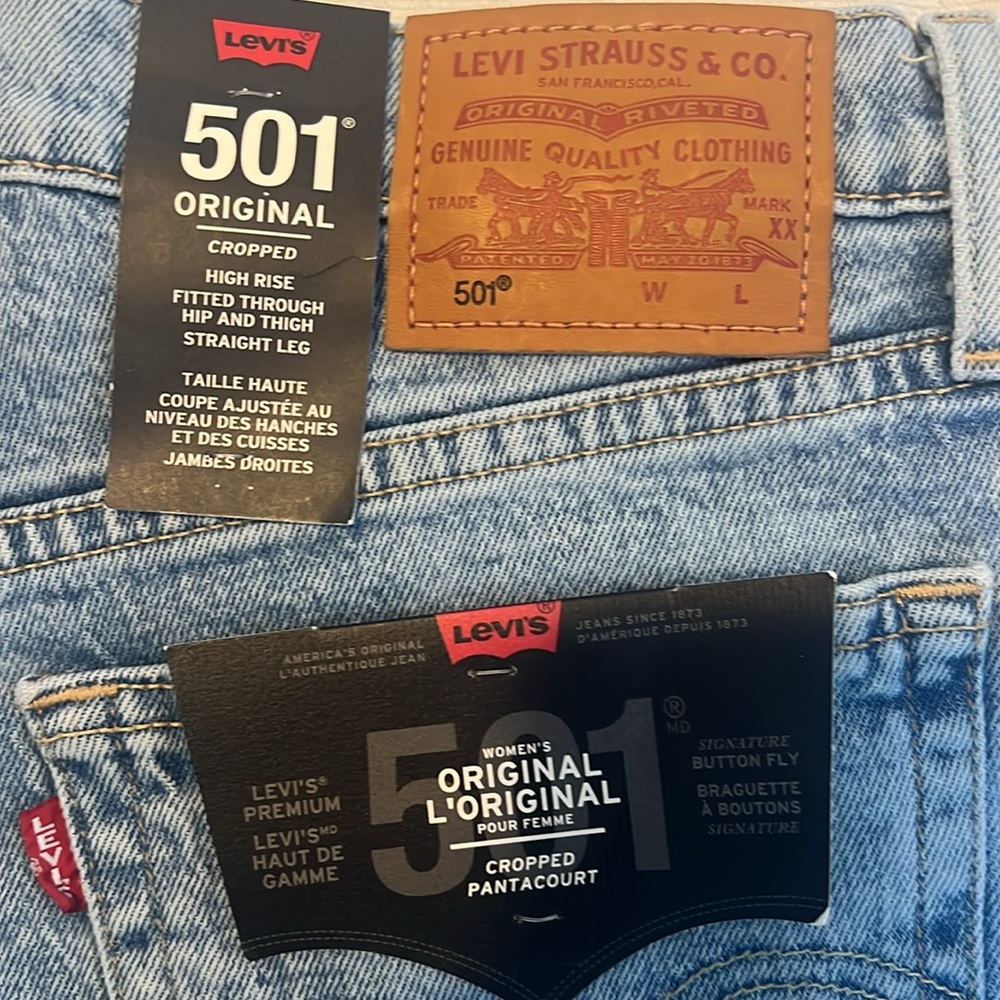 Levi's®
501®
ORIGINAL
CROPPED
HIGH RISE
FITTED THROUGH
HIP AND THIGH
STRAIGHT LEG
TAILLE HAUTE
COUPE AJUSTÉE AU
NIVEAU DES HANCHES
ET DES CUISSES
JAMBES DROITES
LEVI STRAUSS & CO.
SAN FRANCISCO, CAL.
ORIGINAL RIVETED
GENUINE QUALITY CLOTHING
TRADE MARK
XX
PATENTED MAY 20 1873
501® W L
Levi's®
AMERICA'S ORIGINAL
L'AUTHENTIQUE JEAN
JEANS SINCE 1873
D'AMÉRIQUE DEPUIS 1873
501®
MD
WOMEN'S
ORIGINAL
L'ORIGINAL
POUR FEMME
CROPPED
PANTACOURT
LEVI'S®
PREMIUM
LEVI'S MD
HAUT DE
GAMME
SIGNATURE
BUTTON FLY
BRAGUETTE
À BOUTONS
SIGNATURE
LEVI'S®